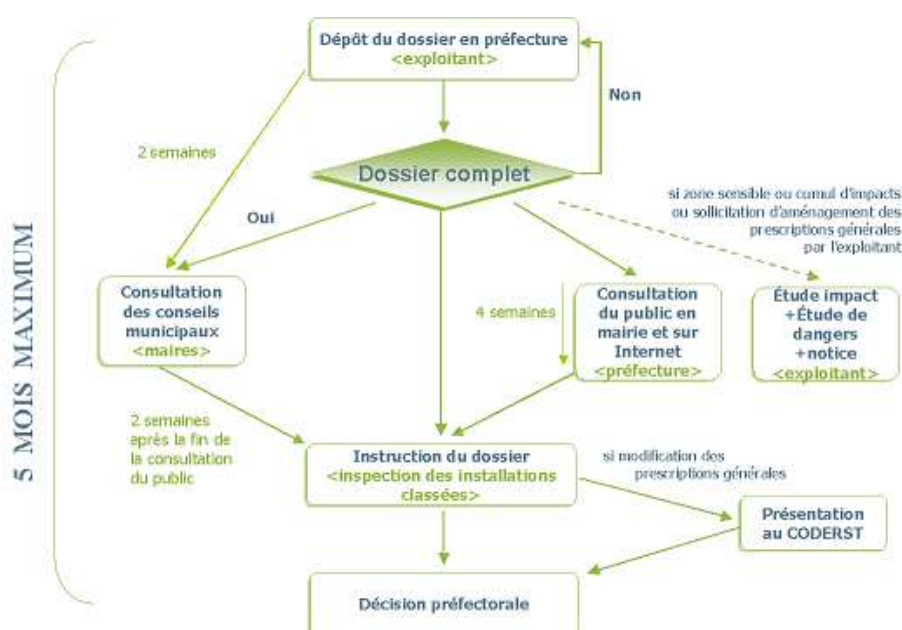 Dépôt du dossier en préfecture
<exploitant>
Non
2 semaines
Dossier complet
Oui
si zone sensible ou cumul d'impacts
ou sollicitation d'aménagement des
prescriptions générales
par l'exploitant
5 MOIS MAXIMUM
Consultation
des conseils
municipaux
<maires>
4 semaines
Consultation
du public en
mairie et sur
Internet
<préfecture>
Étude impact
+Étude de
dangers
+notice
<exploitant>
2 semaines
après la fin de
la consultation
du public
Instruction du dossier
<inspection des installations
classées>
si modification des
prescriptions générales
Présentation
au CODERST
Décision préfectorale